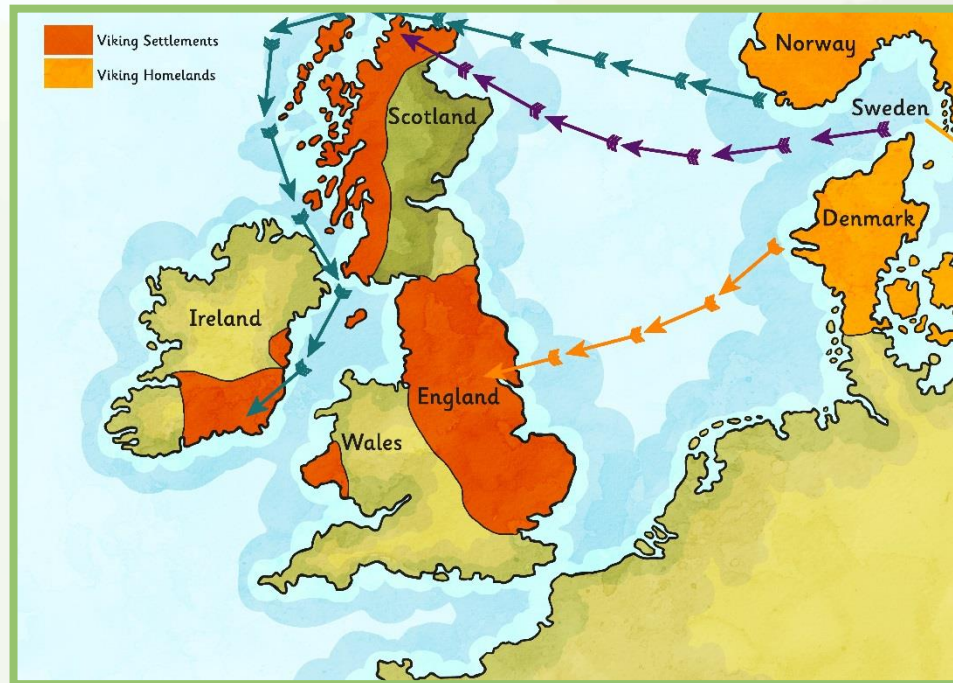 Viking Settlements
Viking Homelands
Norway
Sweden
Scotland
Denmark
Ireland
England
Wales